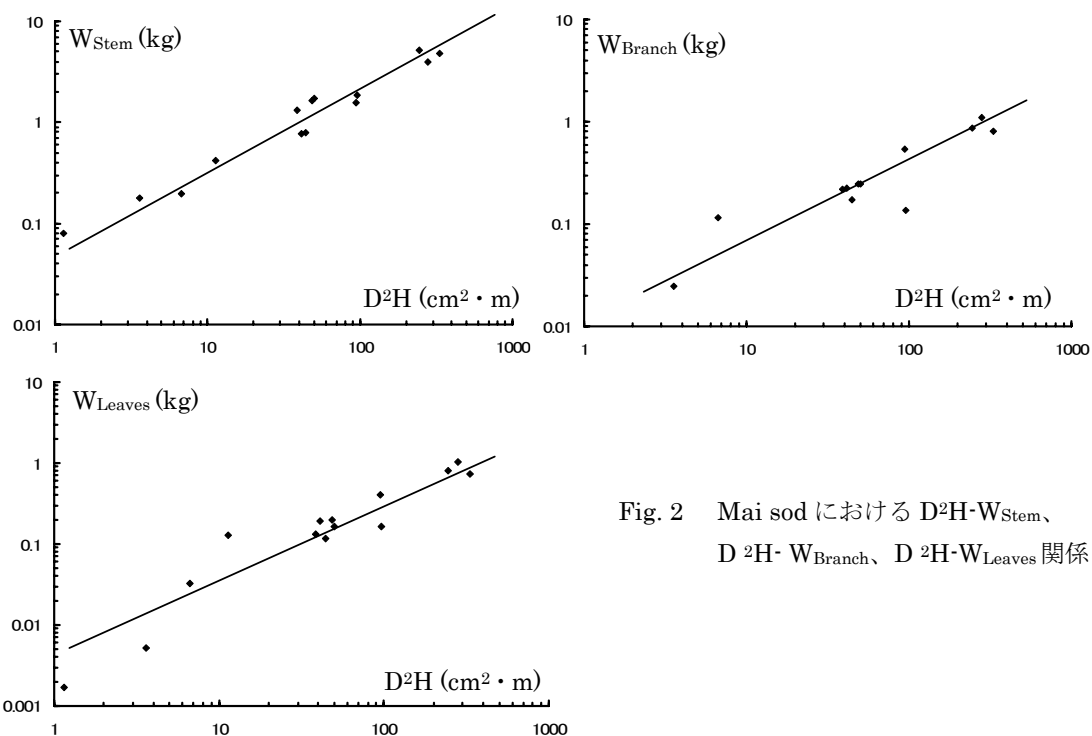 10
W_Stem (kg)
1
0.1
D²H (cm²・m)
0.01
1 10 100 1000
10
W_Branch (kg)
1
0.1
D²H (cm²・m)
0.01
1 10 100 1000
10
W_Leaves (kg)
1
0.1
0.01
D²H (cm²・m)
0.001
1 10 100 1000
Fig. 2 Mai sod における D²H-W_Stem、
D ²H- W_Branch、D ²H-W_Leaves 関係